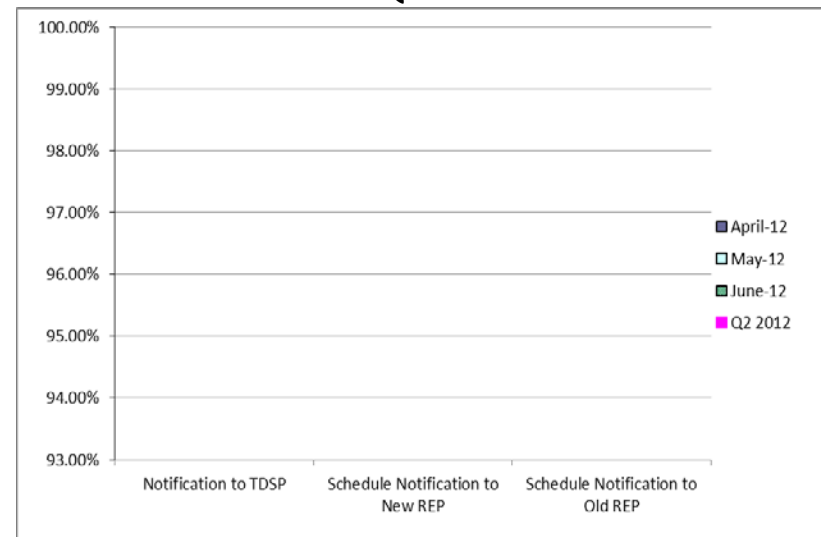 100.00%
99.00%
98.00%
97.00%
96.00%
95.00%
94.00%
93.00%
Notification to TDSP
Schedule Notification to
New REP
Schedule Notification to
Old REP
April-12
May-12
June-12
Q2 2012